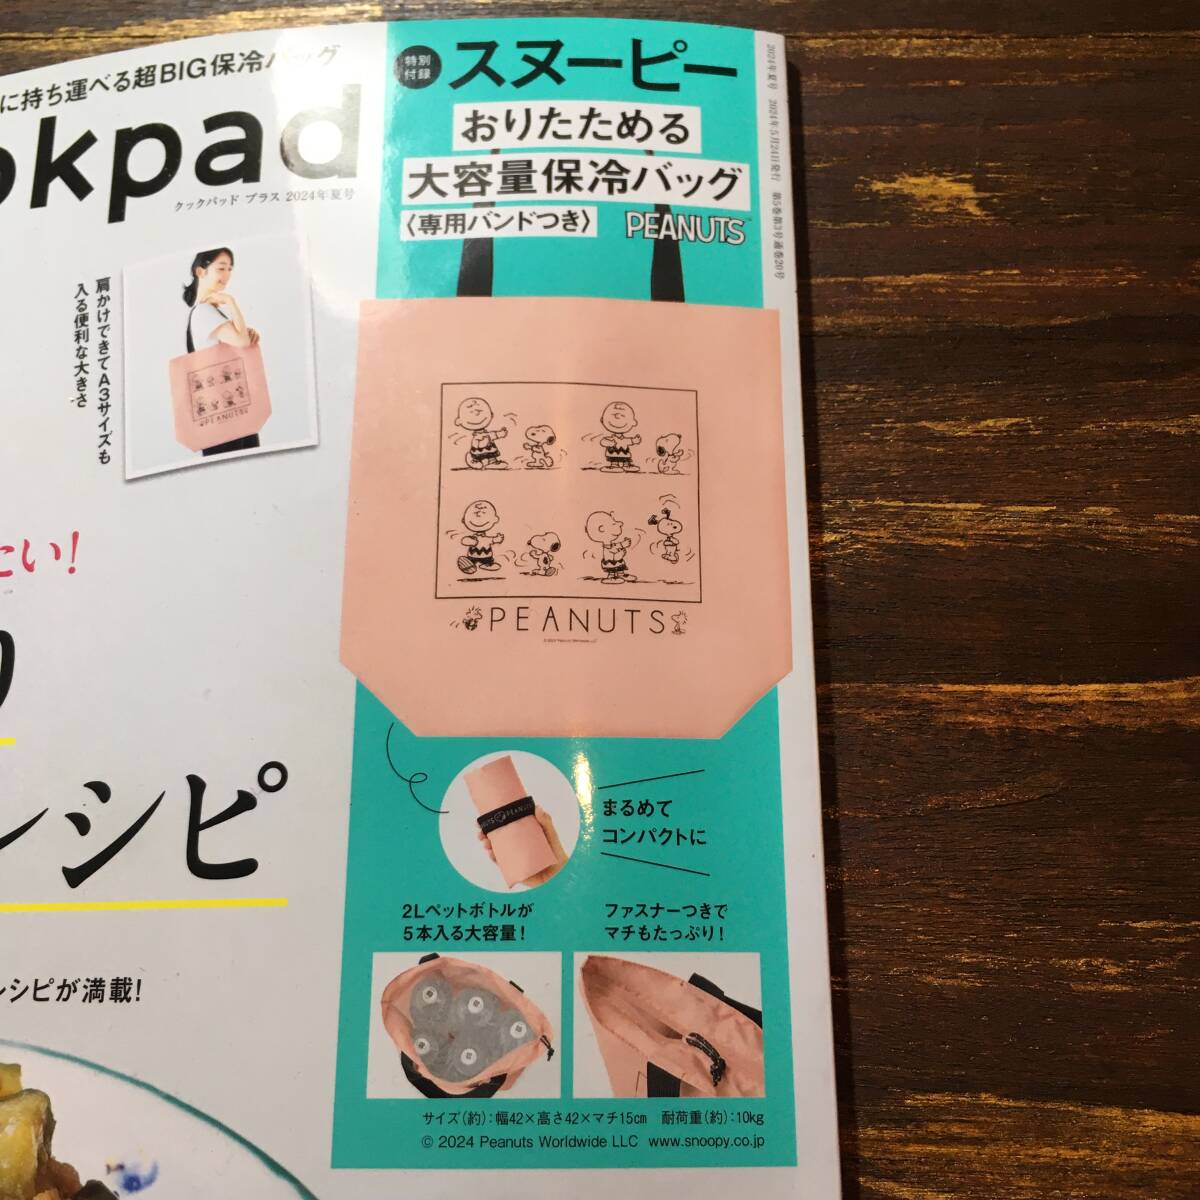 に持ち運べる超BIG保冷バッグ
okpad
クックパッド プラス 2024年夏号
肩かけできてA3サイズも
入る便利な大きさ
たい!
り
レシピ
レシピが満載!
特別
付録
スヌーピー
おりたためる
大容量保冷バッグ
〈専用バンドつき〉
PEANUTS
PEANUTS
まるめて
コンパクトに
2Lペットボトルが
5本入る大容量!
ファスナーつきで
マチもたっぷり!
サイズ(約):幅42×高さ42×マチ15cm 耐荷重(約):10kg
© 2024 Peanuts Worldwide LLC www.snoopy.co.jp
2024年夏号 2024年5月24日発行 第5巻第3号通巻20号